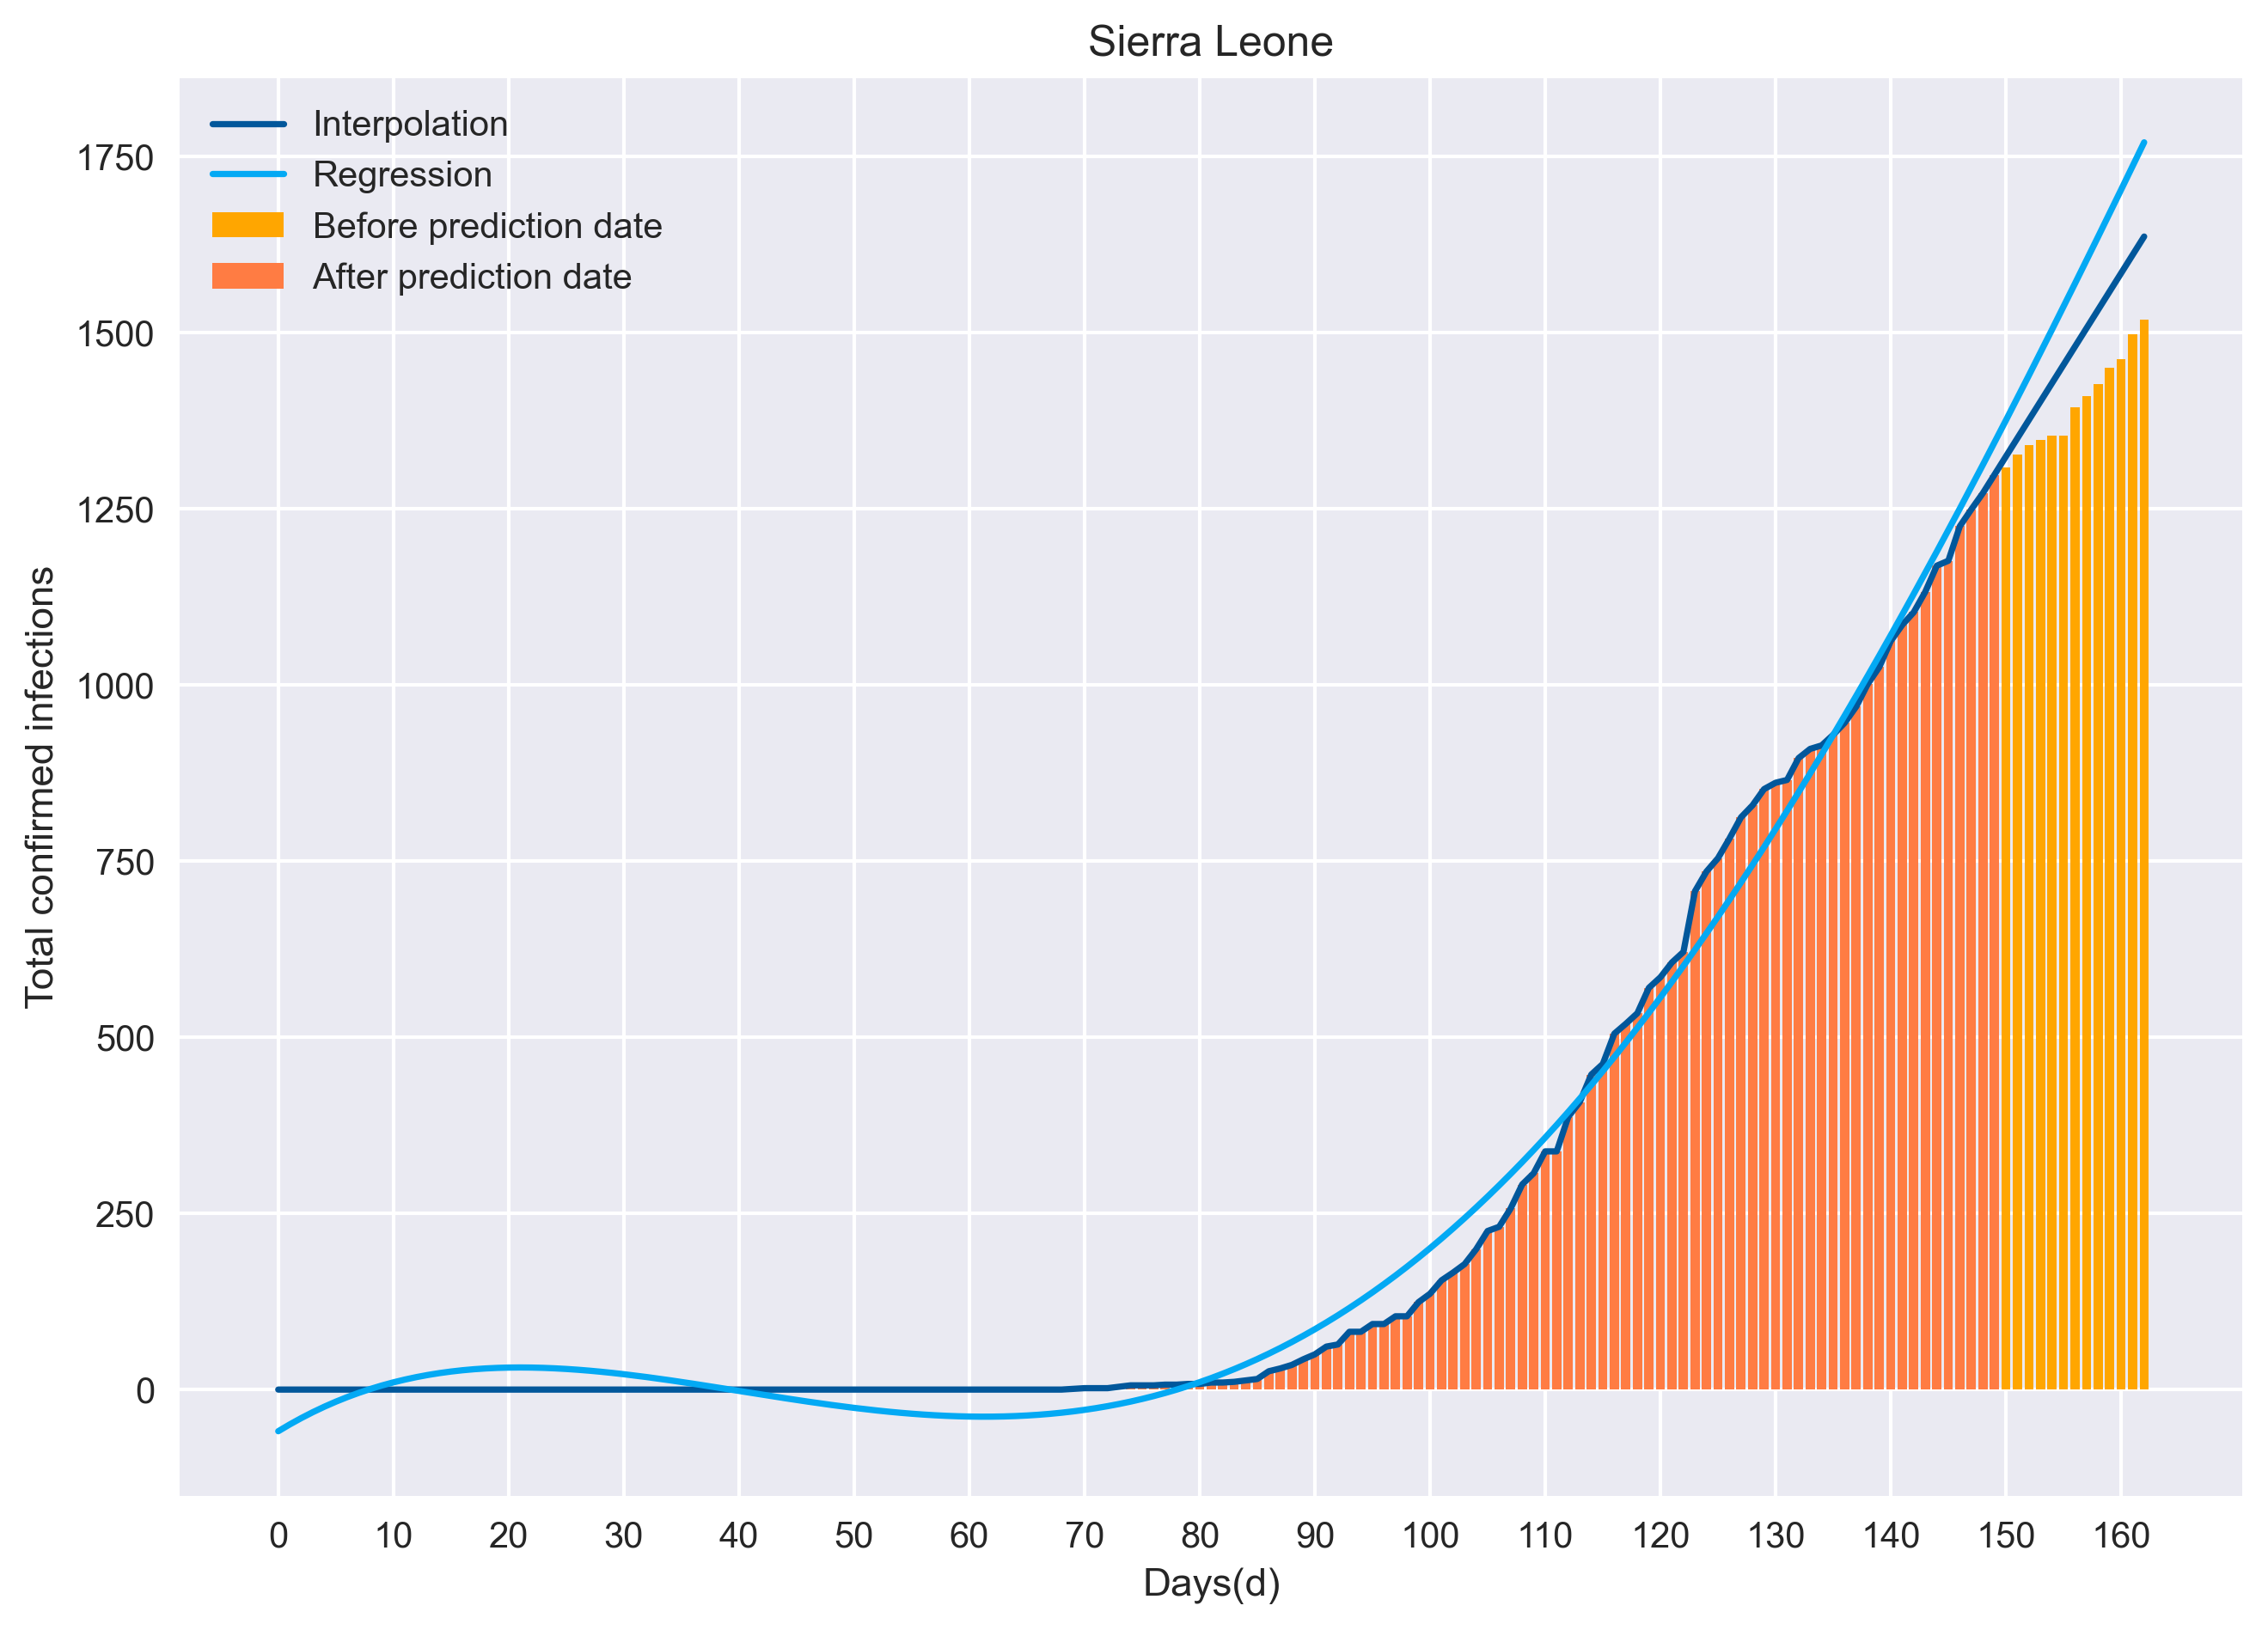 Sierra Leone
Interpolation
Regression
Before prediction date
After prediction date
1750
1500
1250
1000
750
500
250
0
Total confirmed infections
0 10 20 30 40 50 60 70 80 90 100 110 120 130 140 150 160
Days(d)